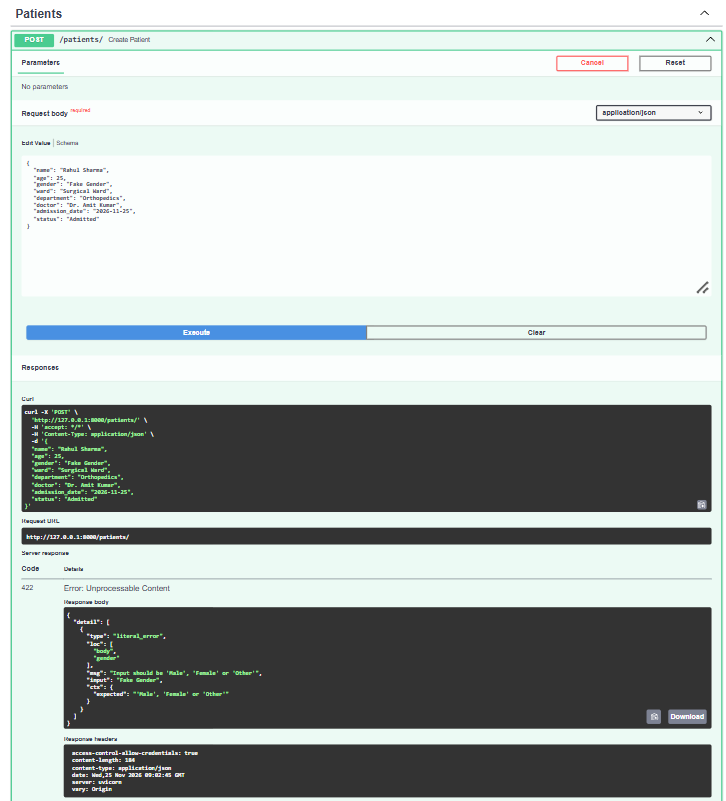 Patients
POST /patients/ Create Patient
Parameters
Cancel
Reset
No parameters
Request body required
application/json
Edit Value | Schema
{
"name": "Rahul Sharma",
"age": 25,
"gender": "Fake Gender",
"ward": "Surgical Ward",
"department": "Orthopedics",
"doctor": "Dr. Amit Kumar",
"admission_date": "2026-11-25",
"status": "Admitted"
}
Execute
Clear
Responses
Curl
curl -X 'POST' \
'http://127.0.0.1:8000/patients/' \
-H 'accept: */*' \
-H 'Content-Type: application/json' \
-d '{
"name": "Rahul Sharma",
"age": 25,
"gender": "Fake Gender",
"ward": "Surgical Ward",
"department": "Orthopedics",
"doctor": "Dr. Amit Kumar",
"admission_date": "2026-11-25",
"status": "Admitted"
}'
Request URL
http://127.0.0.1:8000/patients/
Server response
Code Details
422 Error: Unprocessable Content
Response body
{
"detail": [
{
"type": "literal_error",
"loc": [
"body",
"gender"
],
"msg": "Input should be 'Male', 'Female' or 'Other'",
"input": "Fake Gender",
"ctx": {
"expected": "'Male', 'Female' or 'Other'"
}
}
]
}
Download
Response headers
access-control-allow-credentials: true
content-length: 184
content-type: application/json
date: Wed,25 Nov 2026 09:02:45 GMT
server: uvicorn
vary: Origin